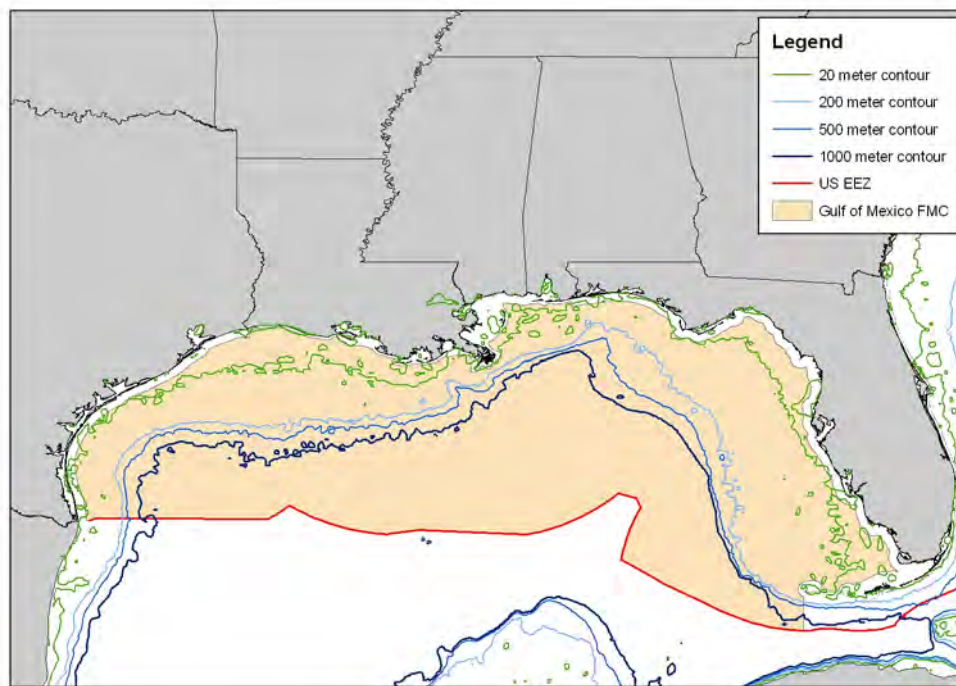 Legend
20 meter contour
200 meter contour
500 meter contour
1000 meter contour
US EEZ
Gulf of Mexico FMC